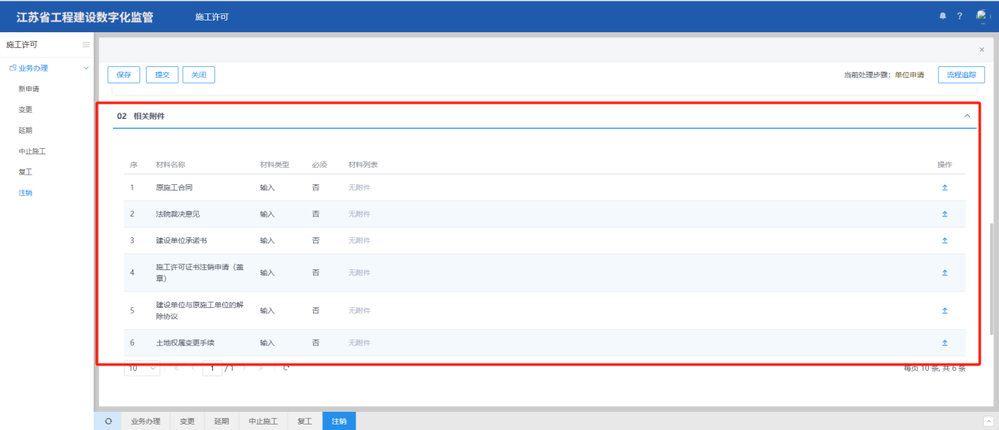 江苏省工程建设数字化监管 施工许可 ?
施工许可
业务办理
新申请
变更
延期
中止施工
复工
注销
×
保存 提交 关闭 当前处理步骤：单位申请 流程追踪
02 相关附件
序 材料名称 材料类型 必须 材料列表 操作
1 原施工合同 输入 否 无附件
2 法院裁决意见 输入 否 无附件
3 建设单位承诺书 输入 否 无附件
4 施工许可证书注销申请（盖
章） 输入 否 无附件
5 建设单位与原施工单位的解
除协议 输入 否 无附件
6 土地权属变更手续 输入 否 无附件
10 1 / 1 每页 10 条, 共 6 条
业务办理 变更 延期 中止施工 复工 注销